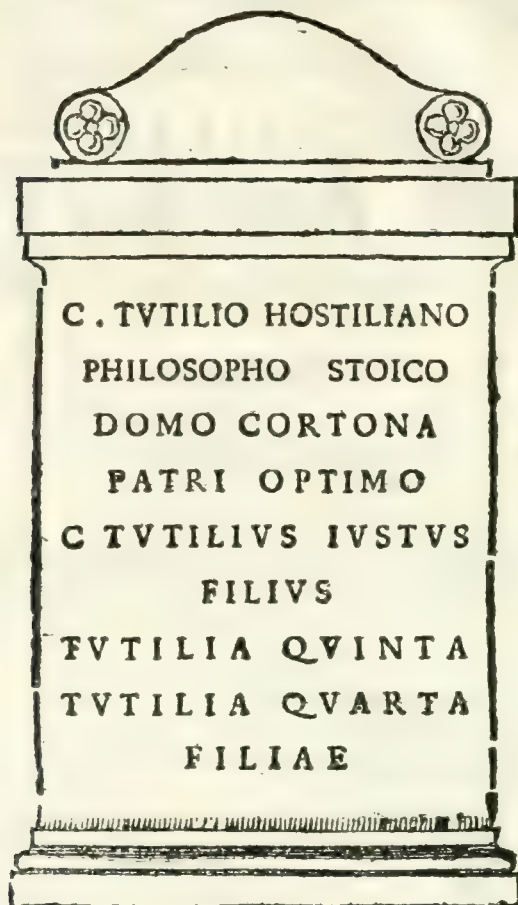 C. TVTILIO HOSTILIANO
PHILOSOPHO STOICO
DOMO CORTONA
PATRI OPTIMO
C TVTILIVS IVSTVS
FILIVS
TVTILIA QVINTA
TVTILIA QVARTA
FILIAE